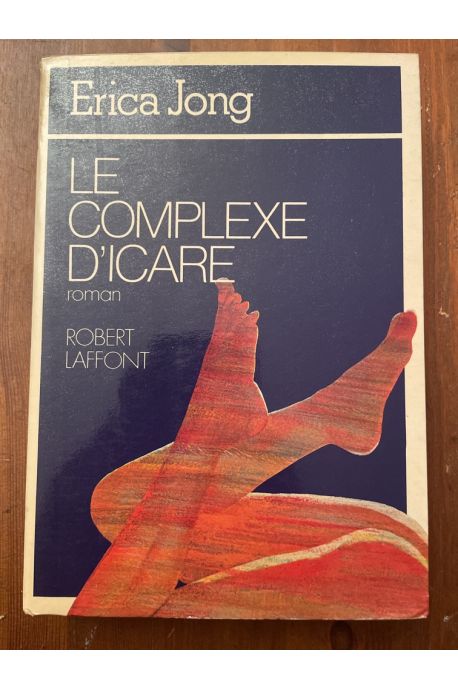 Erica Jong
LE
COMPLEXE
D'ICARE
roman
ROBERT
LAFFONT